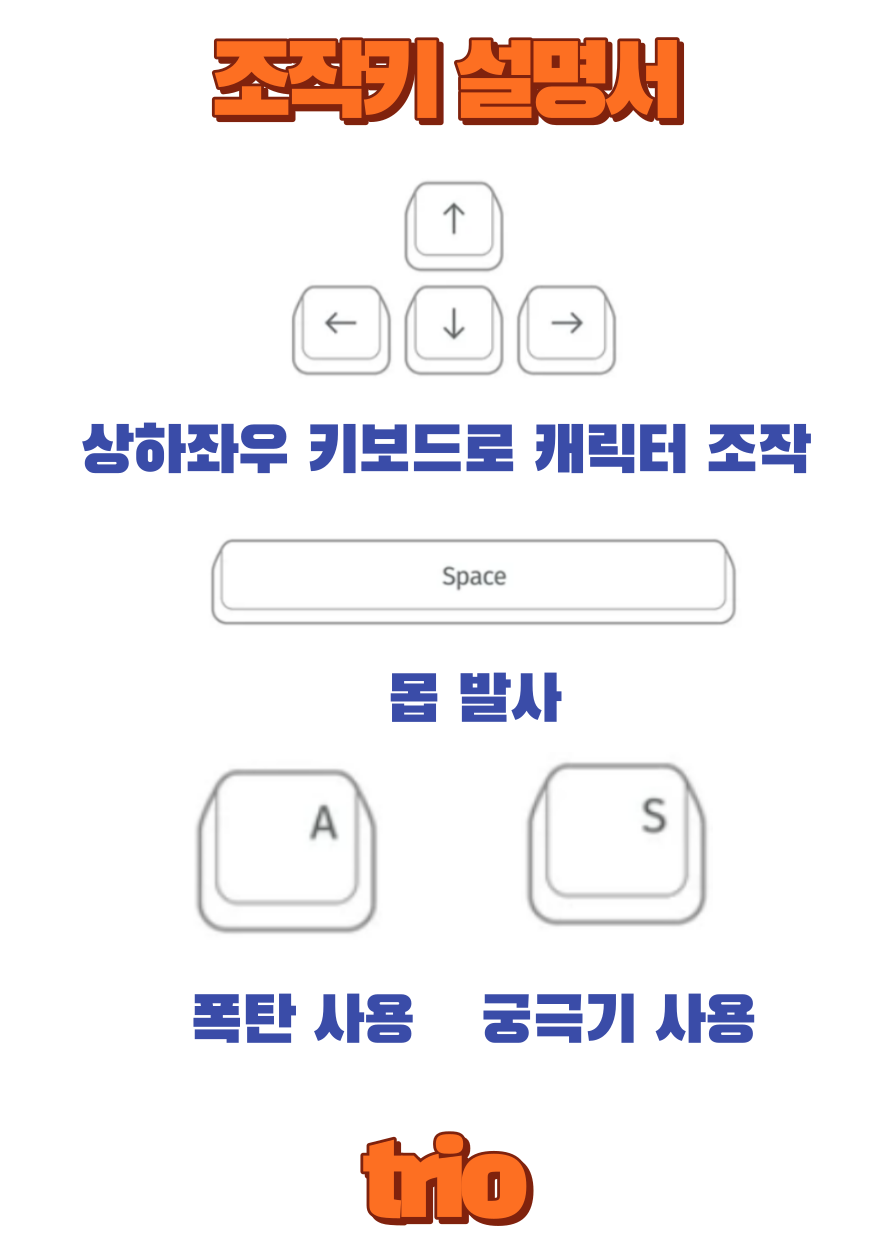 조작키 설명서
↑
← ↓ →
상하좌우 키보드로 캐릭터 조작
Space
몹 발사
A S
폭탄 사용 궁극기 사용
trio